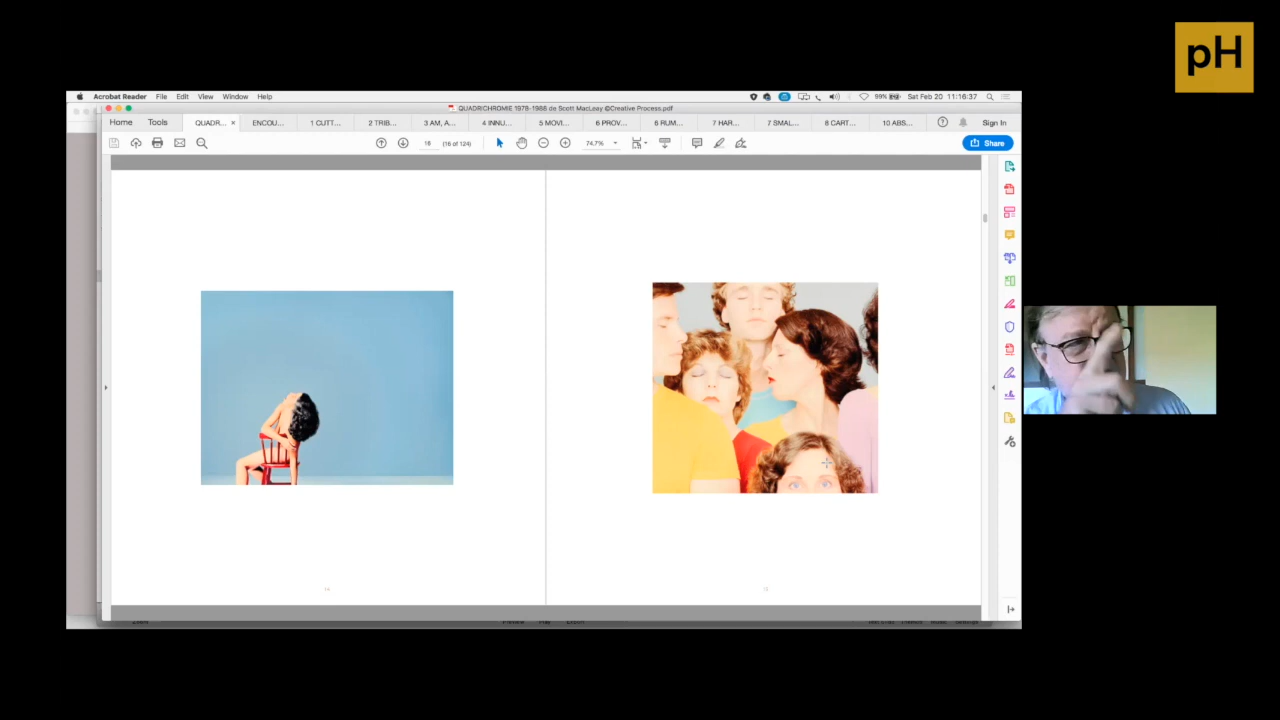 pH
Acrobat Reader File Edit View Window Help
99% Sat Feb 20 11:16:37
QUADRICHROMIE 1978-1988 de Scott MacLeay ©Creative Process.pdf
Home Tools QUADR... × ENCOU... 1 CUTT... 2 TRIB... 3 AM, A... 4 INNU... 5 MOVI... 6 PROV... 6 RUM... 7 HAR... 7 SMAL... 8 CART... 10 ABS... Sign In
16 (16 of 124) 74.7% Share